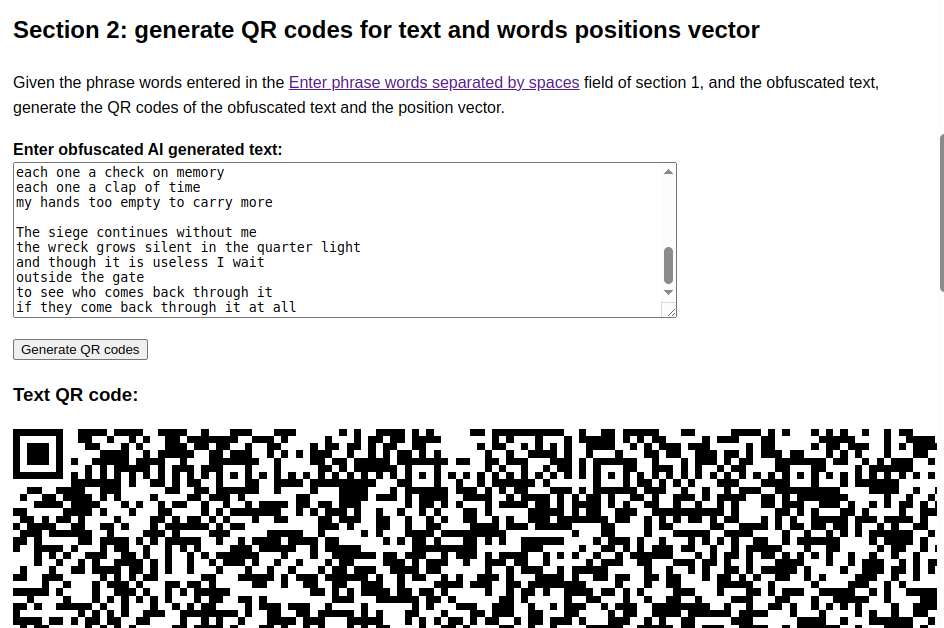 Section 2: generate QR codes for text and words positions vector
Given the phrase words entered in the Enter phrase words separated by spaces field of section 1, and the obfuscated text,
generate the QR codes of the obfuscated text and the position vector.
Enter obfuscated AI generated text:
each one a check on memory
each one a clap of time
my hands too empty to carry more
The siege continues without me
the wreck grows silent in the quarter light
and though it is useless I wait
outside the gate
to see who comes back through it
if they come back through it at all
Generate QR codes
Text QR code: